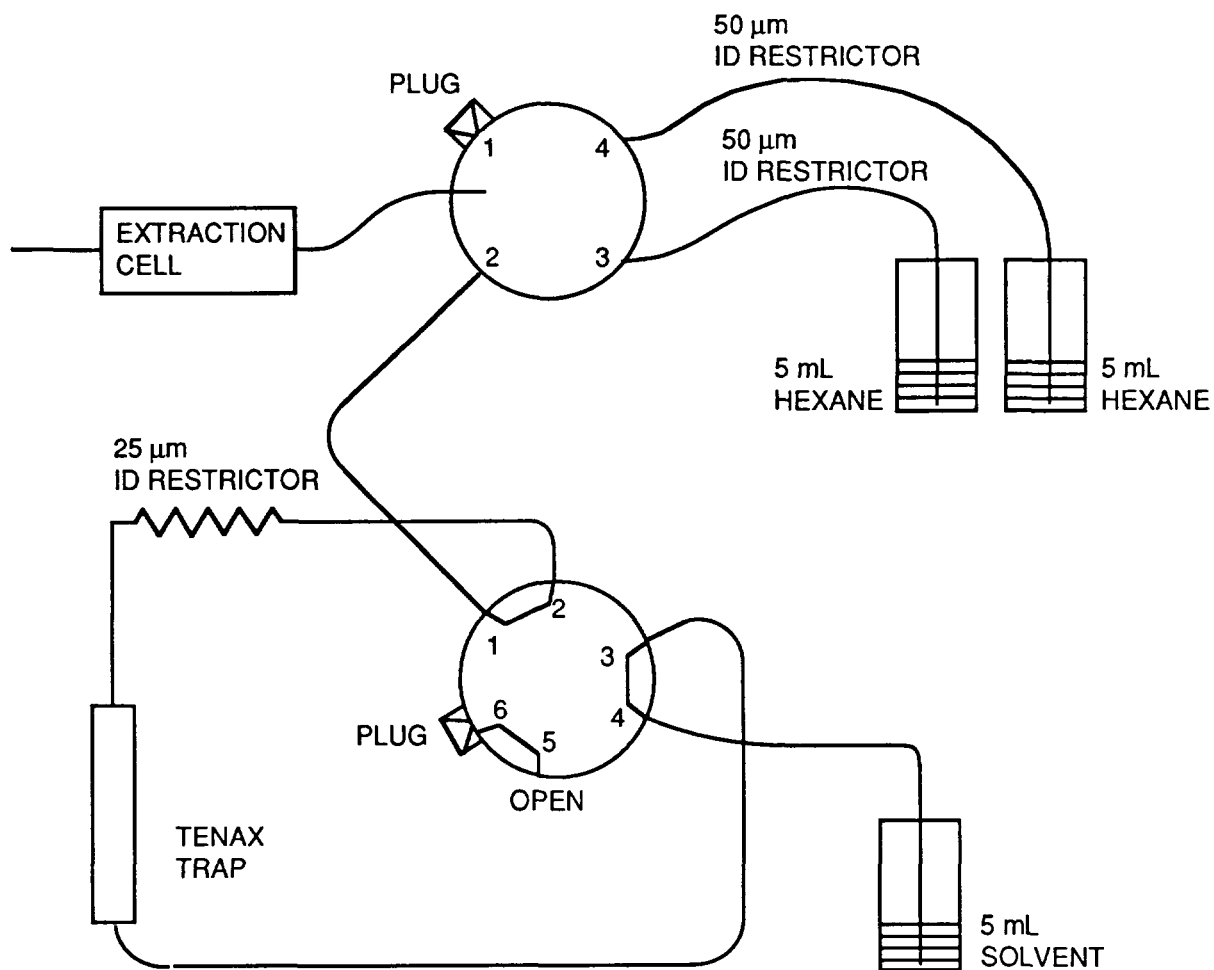 50 μm
ID RESTRICTOR
PLUG
1
4
50 μm
ID RESTRICTOR
EXTRACTION
CELL
2
3
5 mL
HEXANE
5 mL
HEXANE
25 μm
ID RESTRICTOR
1
2
3
4
6
5
PLUG
OPEN
TENAX
TRAP
5 mL
SOLVENT